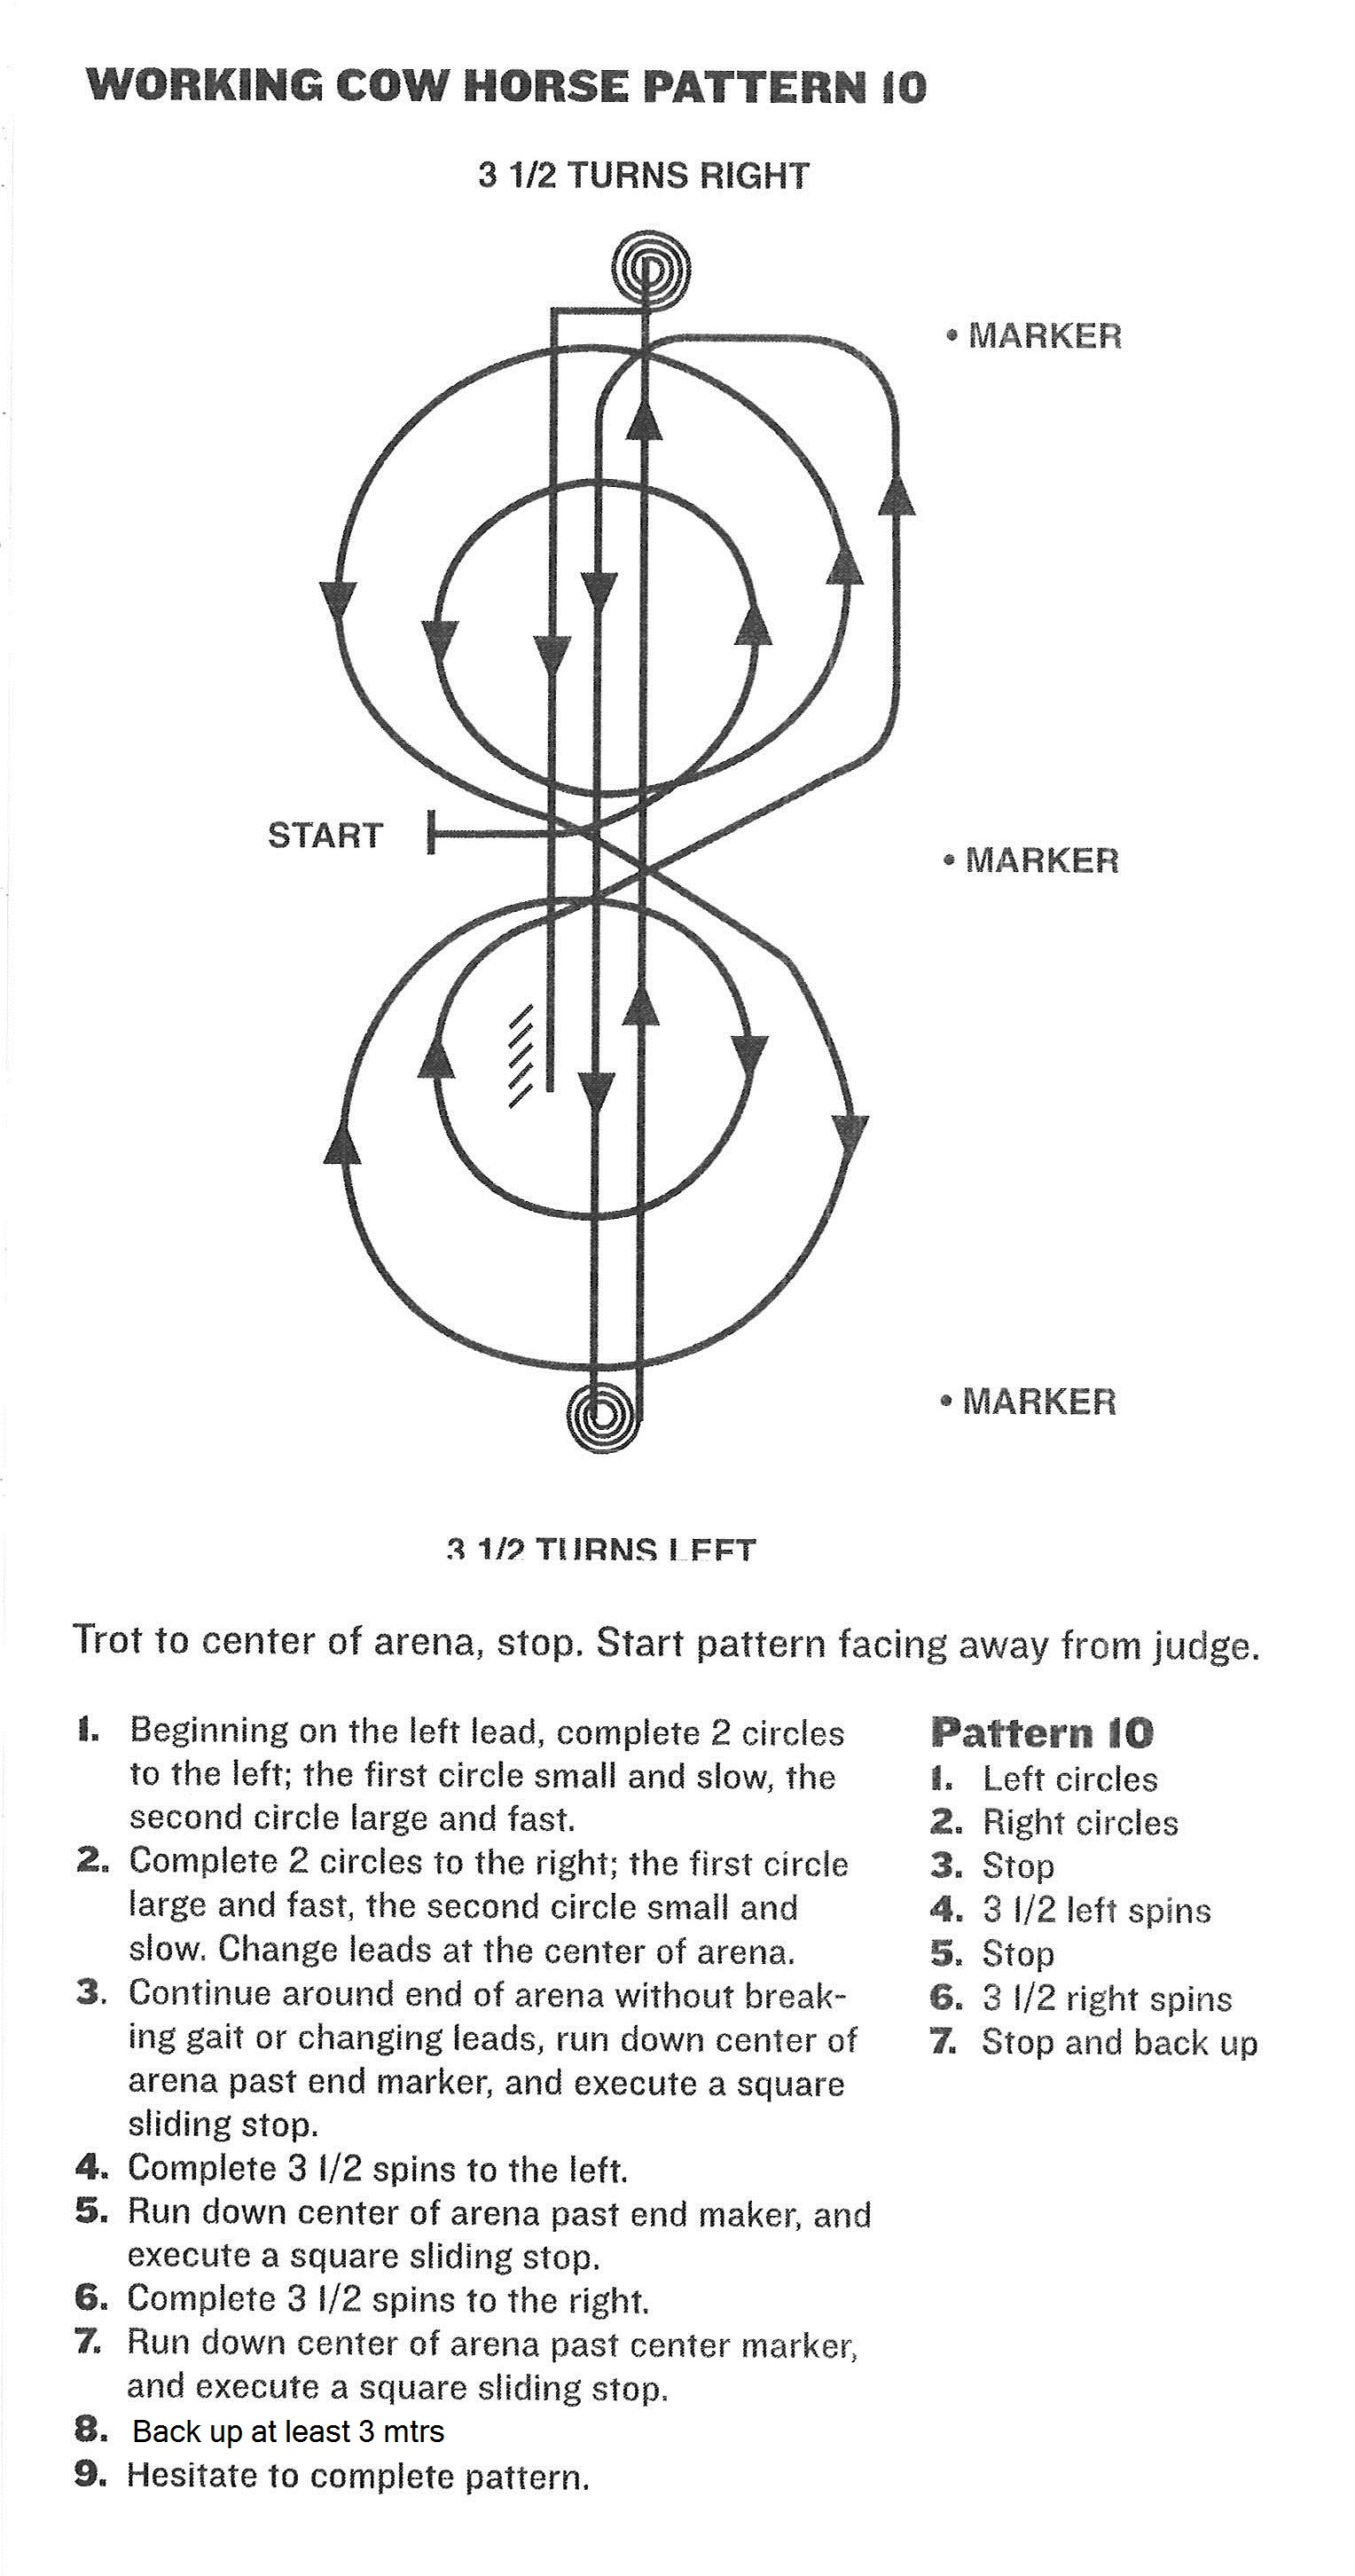 WORKING COW HORSE PATTERN 10
3 1/2 TURNS RIGHT
• MARKER
START
• MARKER
• MARKER
3 1/2 TURNS LEFT
Trot to center of arena, stop. Start pattern facing away from judge.
1. Beginning on the left lead, complete 2 circles
to the left; the first circle small and slow, the
second circle large and fast.
2. Complete 2 circles to the right; the first circle
large and fast, the second circle small and
slow. Change leads at the center of arena.
3. Continue around end of arena without break-
ing gait or changing leads, run down center of
arena past end marker, and execute a square
sliding stop.
4. Complete 3 1/2 spins to the left.
5. Run down center of arena past end maker, and
execute a square sliding stop.
6. Complete 3 1/2 spins to the right.
7. Run down center of arena past center marker,
and execute a square sliding stop.
8. Back up at least 3 mtrs
9. Hesitate to complete pattern.
Pattern 10
1. Left circles
2. Right circles
3. Stop
4. 3 1/2 left spins
5. Stop
6. 3 1/2 right spins
7. Stop and back up